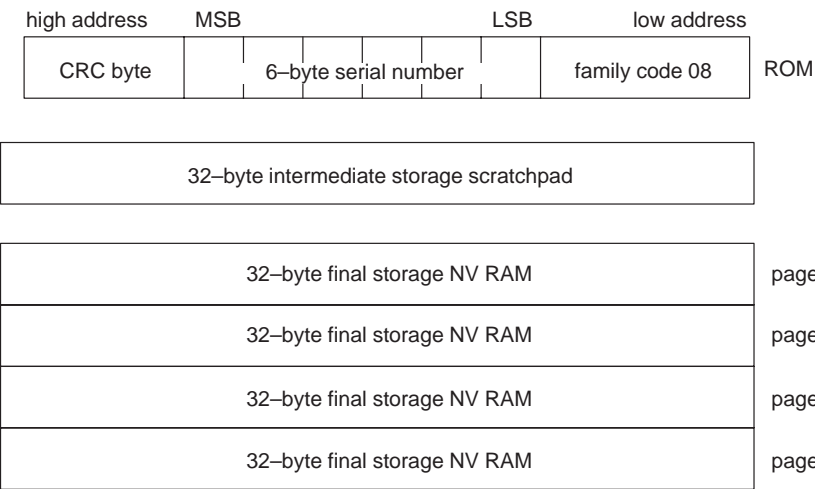 high address MSB LSB low address
CRC byte 6–byte serial number family code 08 ROM
32–byte intermediate storage scratchpad
32–byte final storage NV RAM page
32–byte final storage NV RAM page
32–byte final storage NV RAM page
32–byte final storage NV RAM page